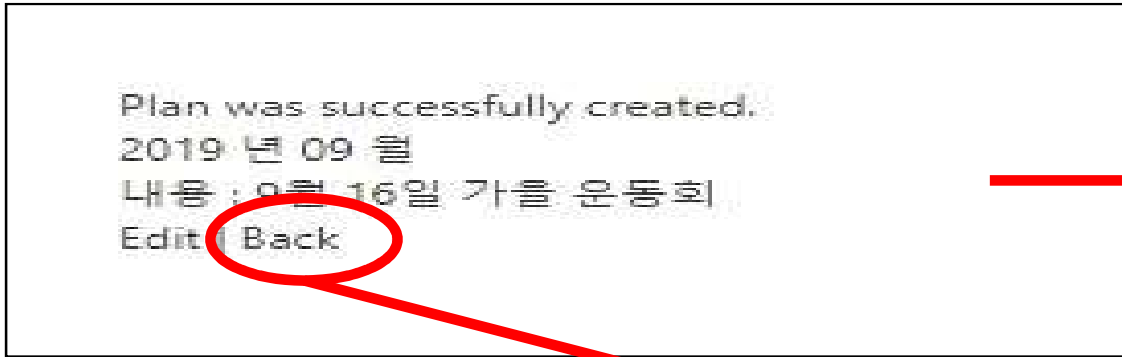 Plan was successfully created.
2019 년 09 월
내용 : 9월 16일 가을 운동회
Edit | Back